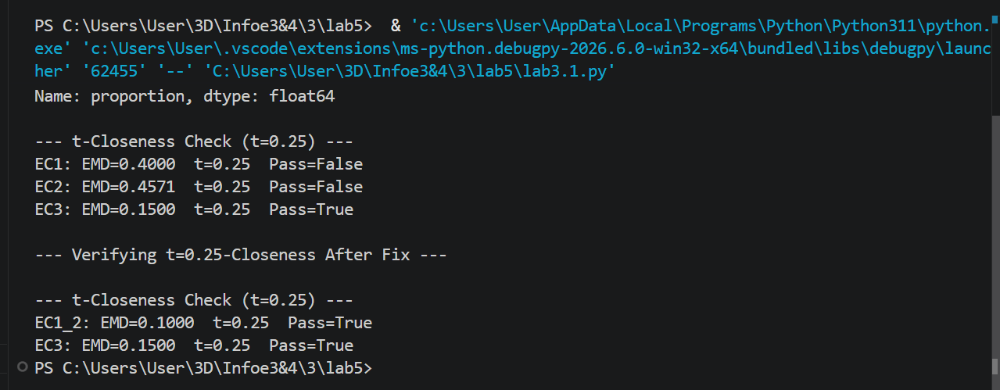 PS C:\Users\User\3D\Infoe3&4\3\lab5>  & 'c:\Users\User\AppData\Local\Programs\Python\Python311\python.
exe' 'c:\Users\User\.vscode\extensions\ms-python.debugpy-2026.6.0-win32-x64\bundled\libs\debugpy\launc
her' '62455' '--' 'C:\Users\User\3D\Infoe3&4\3\lab5\lab3.1.py'
Name: proportion, dtype: float64
--- t-Closeness Check (t=0.25) ---
EC1: EMD=0.4000  t=0.25  Pass=False
EC2: EMD=0.4571  t=0.25  Pass=False
EC3: EMD=0.1500  t=0.25  Pass=True
--- Verifying t=0.25-Closeness After Fix ---
--- t-Closeness Check (t=0.25) ---
EC1_2: EMD=0.1000  t=0.25  Pass=True
EC3: EMD=0.1500  t=0.25  Pass=True
PS C:\Users\User\3D\Infoe3&4\3\lab5>